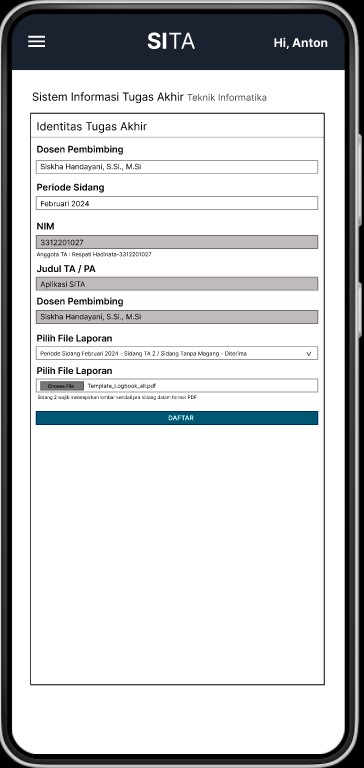 SITA
Hi, Anton
Sistem Informasi Tugas Akhir Teknik Informatika
Identitas Tugas Akhir
Dosen Pembimbing
Siskha Handayani, S.Si., M.Si
Periode Sidang
Februari 2024
NIM
3312201027
Anggota TA : Respati Hadinata-3312201027
Judul TA / PA
Aplikasi SITA
Dosen Pembimbing
Siskha Handayani, S.Si., M.Si
Pilih File Laporan
Periode Sidang Februari 2024 - Sidang TA 2 / Sidang Tanpa Magang - Diterima
Pilih File Laporan
Choose File Template_Logbook_all.pdf
Sidang 2 wajib melampirkan lembar kendali pra sidang dalam format PDF
DAFTAR